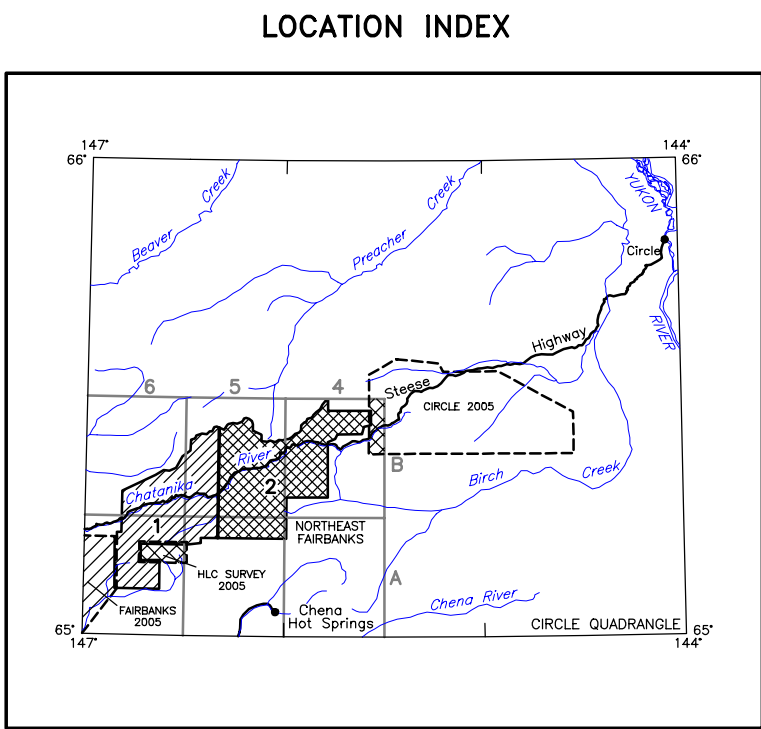 LOCATION INDEX
147°
144°
66°
66°
Beaver Creek
Preacher Creek
YUKON
Circle
RIVER
Highway
Steese
6
5
4
CIRCLE 2005
River
Chatanika
2
B
Birch Creek
1
NORTHEAST
FAIRBANKS
HLC SURVEY
2005
A
FAIRBANKS
2005
Chena River
Chena
Hot Springs
CIRCLE QUADRANGLE
65°
65°
147°
144°